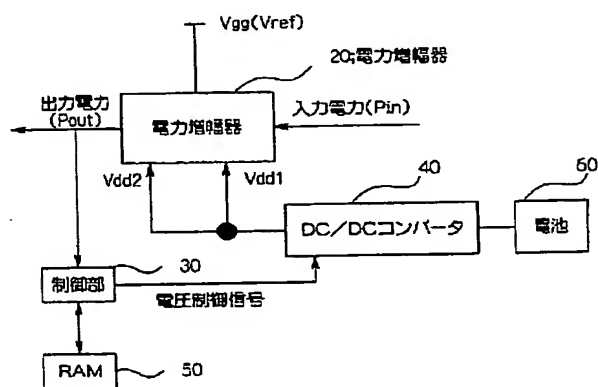 Vgg(Vref)
20;電力増幅器
出力電力
(Pout)
電力増幅器
入力電力(Pin)
Vdd2
Vdd1
40
60
DC/DCコンバータ
電池
30
制御部
電圧制御信号
RAM
50